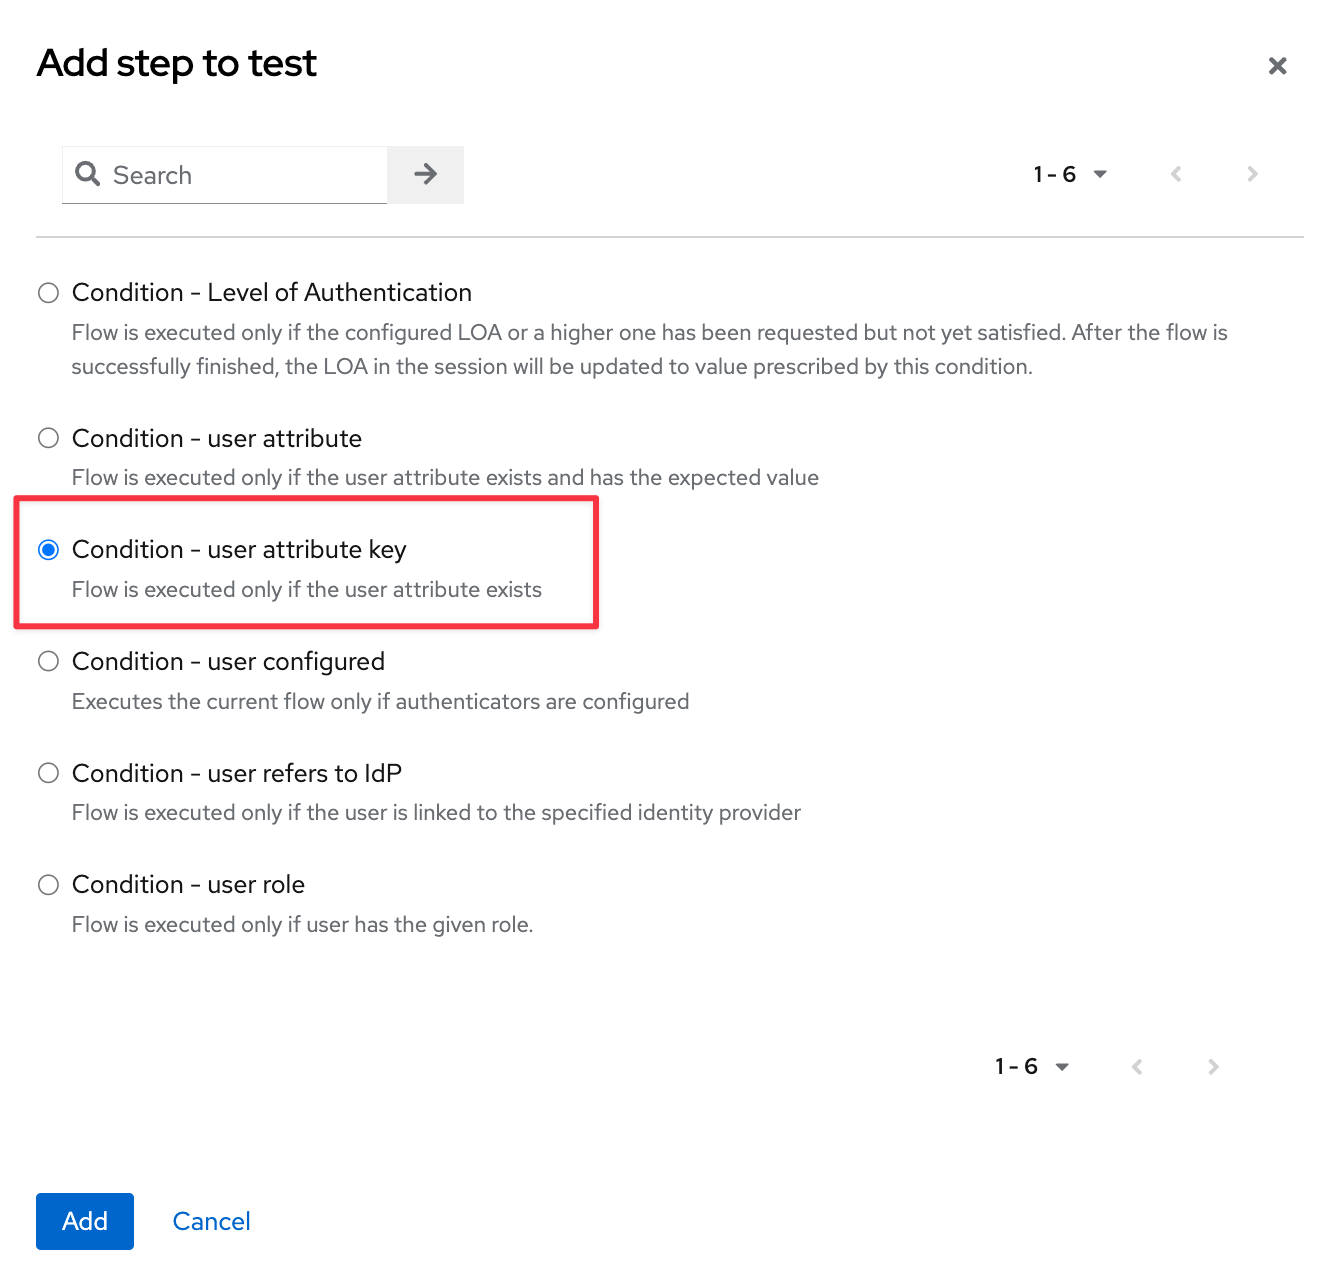 Add step to test
Search
1 - 6
Condition - Level of Authentication
Flow is executed only if the configured LOA or a higher one has been requested but not yet satisfied. After the flow is
successfully finished, the LOA in the session will be updated to value prescribed by this condition.
Condition - user attribute
Flow is executed only if the user attribute exists and has the expected value
Condition - user attribute key
Flow is executed only if the user attribute exists
Condition - user configured
Executes the current flow only if authenticators are configured
Condition - user refers to IdP
Flow is executed only if the user is linked to the specified identity provider
Condition - user role
Flow is executed only if user has the given role.
1 - 6
Add
Cancel